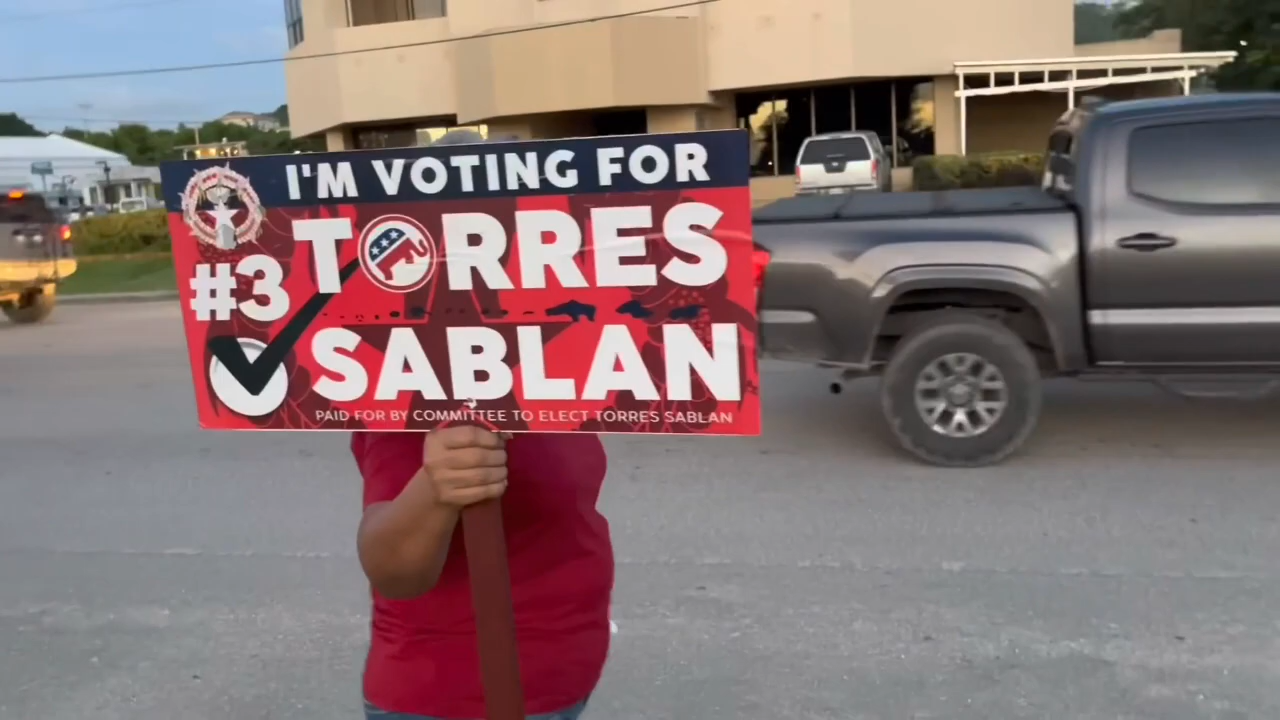 I'M VOTING FOR
#3 TORRES
SABLAN
PAID FOR BY COMMITTEE TO ELECT TORRES SABLAN